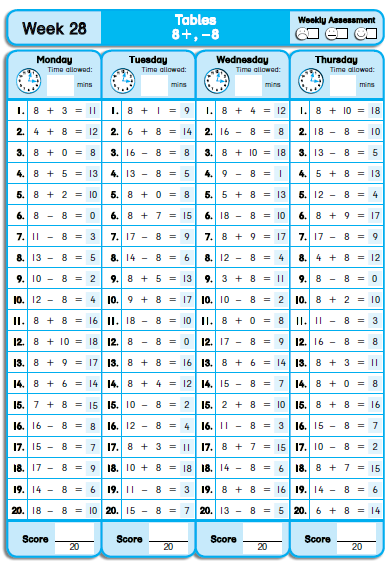 Week 28
Tables
8+, −8
Weekly Assessment
Monday
Time allowed:
mins
1. 8 + 3 = 11
2. 4 + 8 = 12
3. 8 + 0 = 8
4. 8 + 5 = 13
5. 8 + 2 = 10
6. 8 − 8 = 0
7. 11 − 8 = 3
8. 13 − 8 = 5
9. 10 − 8 = 2
10. 12 − 8 = 4
11. 8 + 8 = 16
12. 8 + 10 = 18
13. 8 + 9 = 17
14. 8 + 6 = 14
15. 7 + 8 = 15
16. 16 − 8 = 8
17. 15 − 8 = 7
18. 17 − 8 = 9
19. 14 − 8 = 6
20. 18 − 8 = 10
Score
20
Tuesday
Time allowed:
mins
1. 8 + 1 = 9
2. 6 + 8 = 14
3. 16 − 8 = 8
4. 13 − 8 = 5
5. 8 + 0 = 8
6. 8 + 7 = 15
7. 17 − 8 = 9
8. 14 − 8 = 6
9. 8 + 5 = 13
10. 9 + 8 = 17
11. 18 − 8 = 10
12. 8 − 8 = 0
13. 8 + 8 = 16
14. 8 + 4 = 12
15. 10 − 8 = 2
16. 12 − 8 = 4
17. 8 + 3 = 11
18. 10 + 8 = 18
19. 11 − 8 = 3
20. 15 − 8 = 7
Score
20
Wednesday
Time allowed:
mins
1. 8 + 4 = 12
2. 16 − 8 = 8
3. 8 + 10 = 18
4. 9 − 8 = 1
5. 5 + 8 = 13
6. 18 − 8 = 10
7. 8 + 9 = 17
8. 12 − 8 = 4
9. 3 + 8 = 11
10. 10 − 8 = 2
11. 8 + 0 = 8
12. 17 − 8 = 9
13. 8 + 6 = 14
14. 15 − 8 = 7
15. 2 + 8 = 10
16. 11 − 8 = 3
17. 8 + 7 = 15
18. 14 − 8 = 6
19. 8 + 8 = 16
20. 13 − 8 = 5
Score
20
Thursday
Time allowed:
mins
1. 8 + 10 = 18
2. 18 − 8 = 10
3. 13 − 8 = 5
4. 5 + 8 = 13
5. 12 − 8 = 4
6. 8 + 9 = 17
7. 17 − 8 = 9
8. 4 + 8 = 12
9. 8 − 8 = 0
10. 8 + 2 = 10
11. 11 − 8 = 3
12. 16 − 8 = 8
13. 8 + 3 = 11
14. 8 + 0 = 8
15. 8 + 8 = 16
16. 15 − 8 = 7
17. 10 − 8 = 2
18. 8 + 7 = 15
19. 14 − 8 = 6
20. 6 + 8 = 14
Score
20